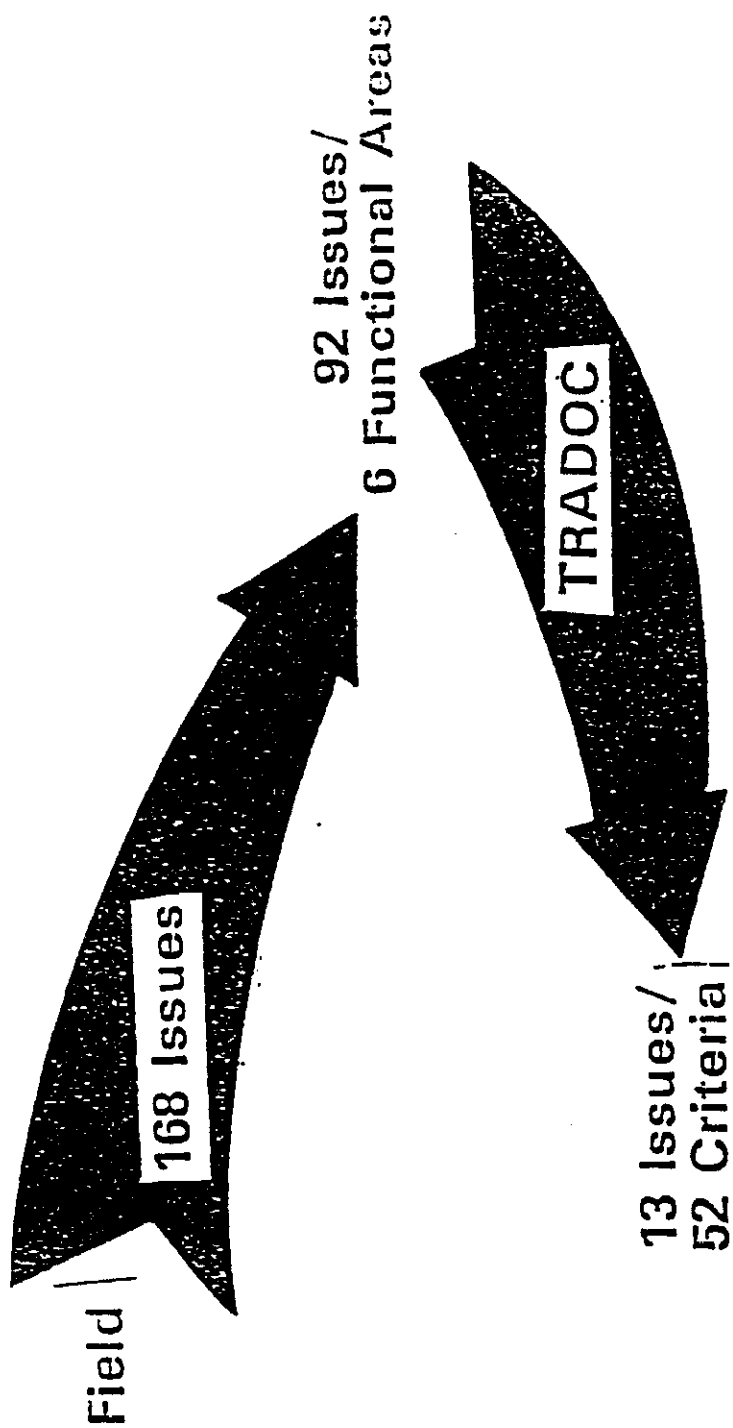 Field
168 Issues
92 Issues/
6 Functional Areas
TRADOC
13 Issues/
52 Criteria